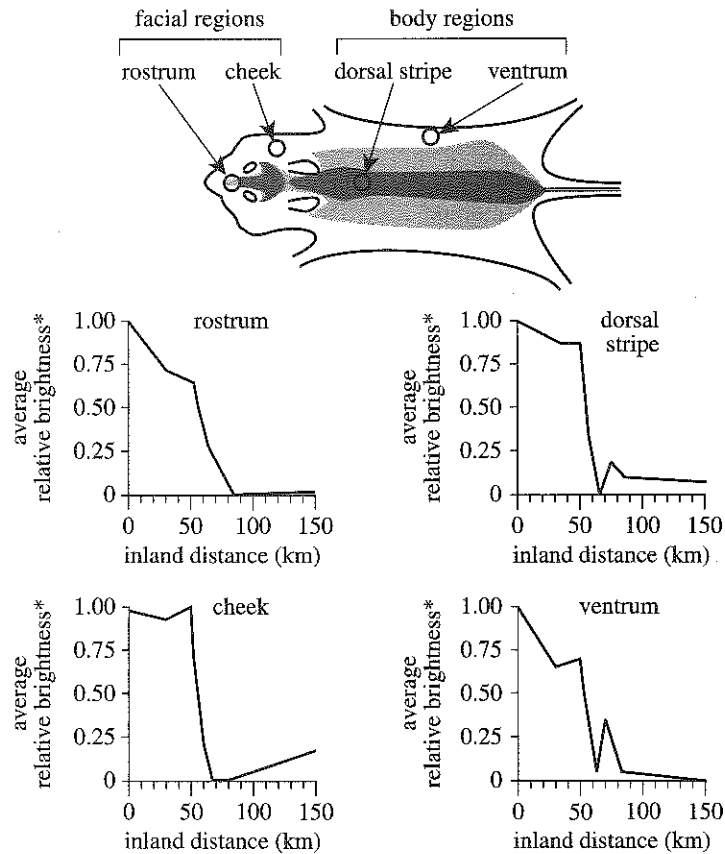 facial regions
body regions
rostrum
cheek
dorsal stripe
ventrum
rostrum
1.00
0.75
0.50
0.25
0
average
relative brightness*
0
50
100
150
inland distance (km)
dorsal
stripe
1.00
0.75
0.50
0.25
0
average
relative brightness*
0
50
100
150
inland distance (km)
cheek
1.00
0.75
0.50
0.25
0
average
relative brightness*
0
50
100
150
inland distance (km)
ventrum
1.00
0.75
0.50
0.25
0
average
relative brightness*
0
50
100
150
inland distance (km)